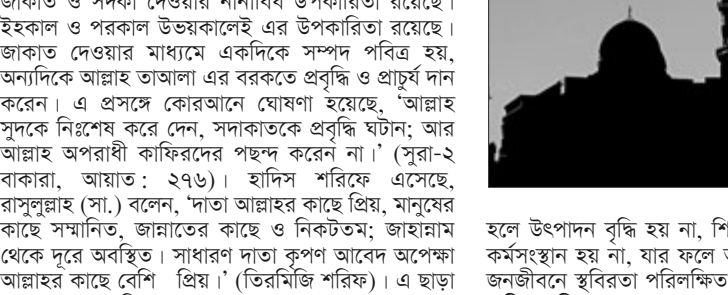 জাকাত ও সদকা দেওয়ার নানাবিধ উপকারিতা রয়েছে।
ইহকাল ও পরকাল উভয়কালেই এর উপকারিতা রয়েছে।
জাকাত দেওয়ার মাধ্যমে একদিকে সম্পদ পবিত্র হয়,
অন্যদিকে আল্লাহ তাআলা এর বরকতে প্রবৃদ্ধি ও প্রাচুর্য দান
করেন। এ প্রসঙ্গে কোরআনে ঘোষণা হয়েছে, ‘আল্লাহ
সুদকে নিঃশেষ করে দেন, সদাকাতকে প্রবৃদ্ধি ঘটান; আর
আল্লাহ অপরাধী কাফিরদের পছন্দ করেন না।’ (সুরা-২
বাকারা, আয়াত : ২৭৬)। হাদিস শরিফে এসেছে,
রাসুলুল্লাহ (সা.) বলেন, ‘দাতা আল্লাহর কাছে প্রিয়, মানুষের
কাছে সম্মানিত, জান্নাতের কাছে ও নিকটতম; জাহান্নাম
থেকে দূরে অবস্থিত। সাধারণ দাতা কৃপণ আবেদ অপেক্ষা
আল্লাহর কাছে বেশি প্রিয়।’ (তিরমিজি শরিফ)। এ ছাড়া
হলে উৎপাদন বৃদ্ধি হয় না,
কর্মসংস্থান হয় না, যার ফলে
জনজীবনে স্থবিরতা পরিলক্ষিত